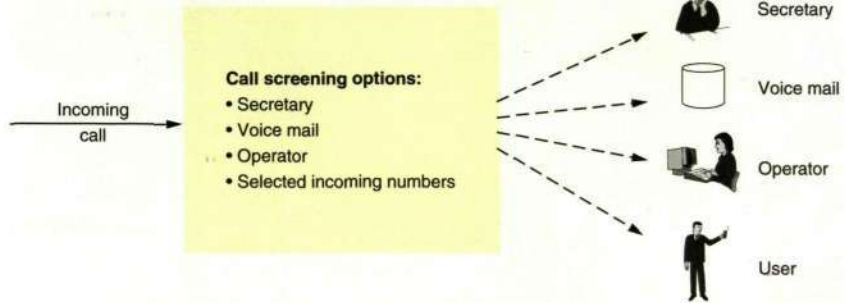 Secretary
Call screening options:
• Secretary
Incoming
call
• Voice mail
• Operator
• Selected incoming numbers
Voice mail
Operator
User